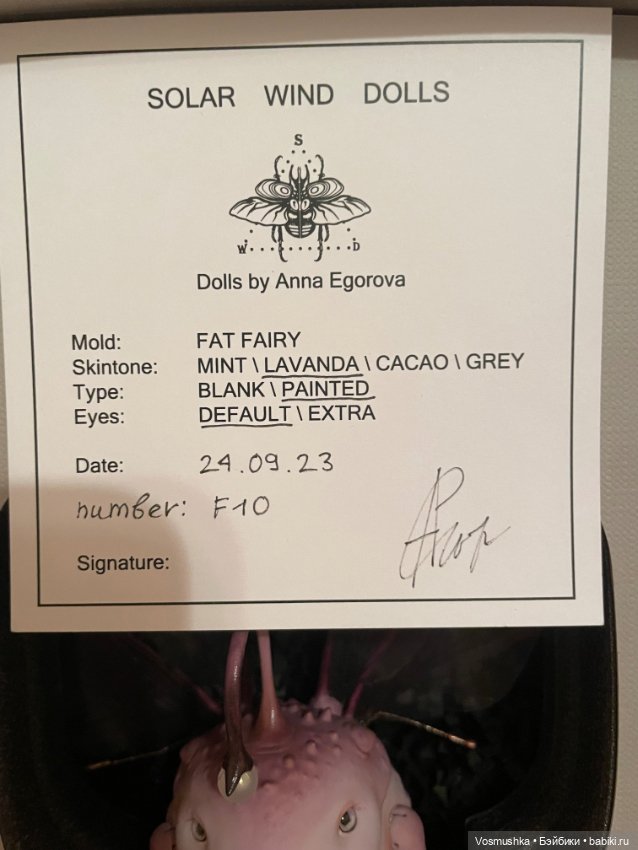 SOLAR WIND DOLLS
S
W D
Dolls by Anna Egorova
Mold: FAT FAIRY
Skintone: MINT \ LAVANDA \ CACAO \ GREY
Type: BLANK \ PAINTED
Eyes: DEFAULT \ EXTRA
Date: 24.09.23
number: F10
Signature:
Vosmushka • Бэйбики • babiki.ru